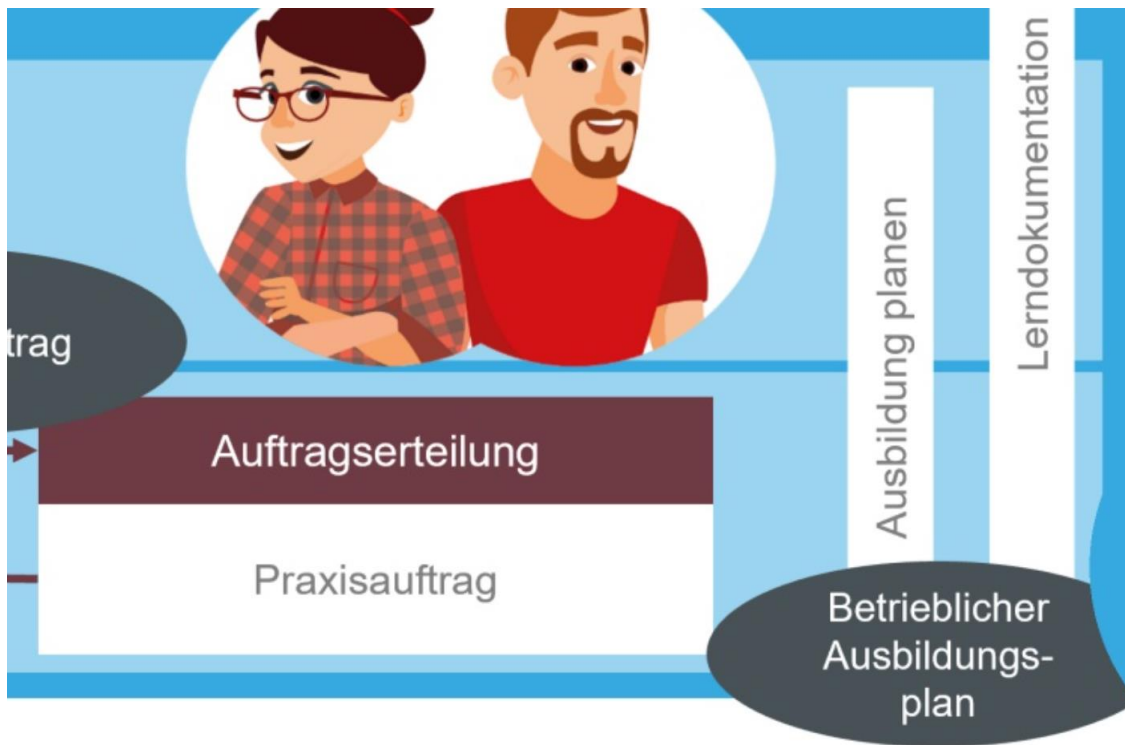 Lerndokumentation
Ausbildung planen
trag
Auftragserteilung
Praxisauftrag
Betrieblicher
Ausbildungs-
plan